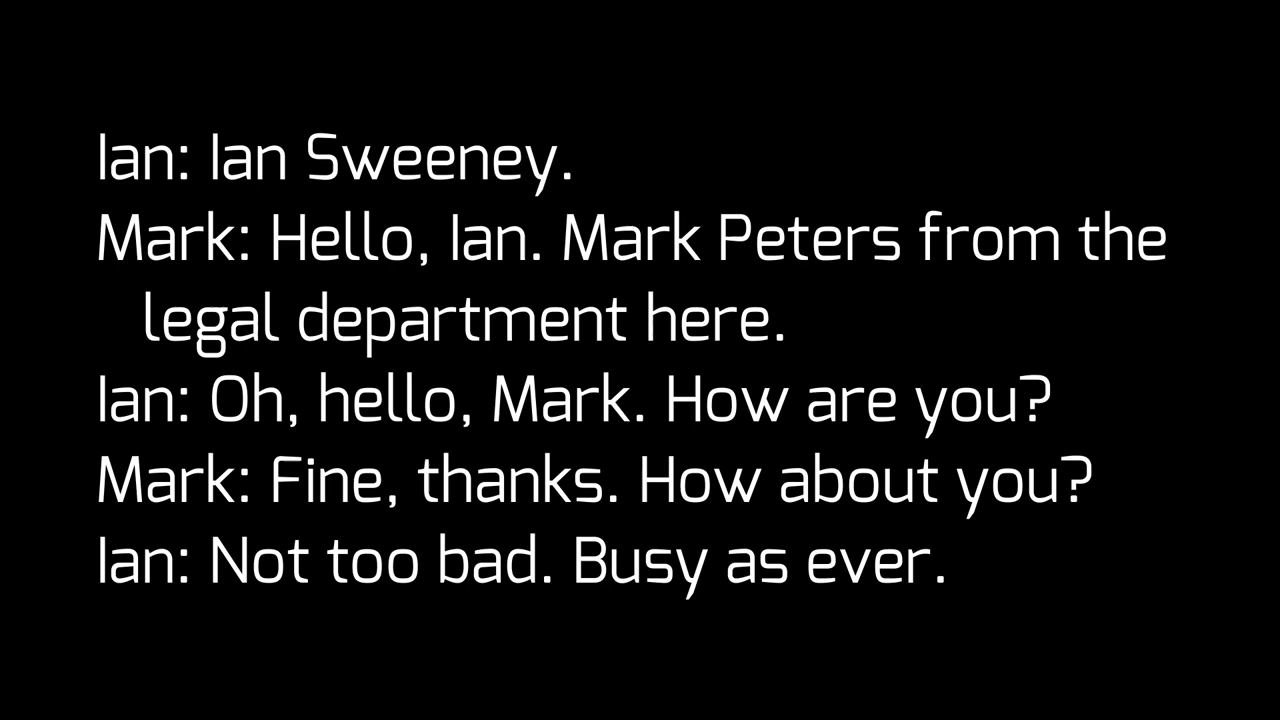 Ian: Ian Sweeney.
Mark: Hello, Ian. Mark Peters from the
legal department here.
Ian: Oh, hello, Mark. How are you?
Mark: Fine, thanks. How about you?
Ian: Not too bad. Busy as ever.